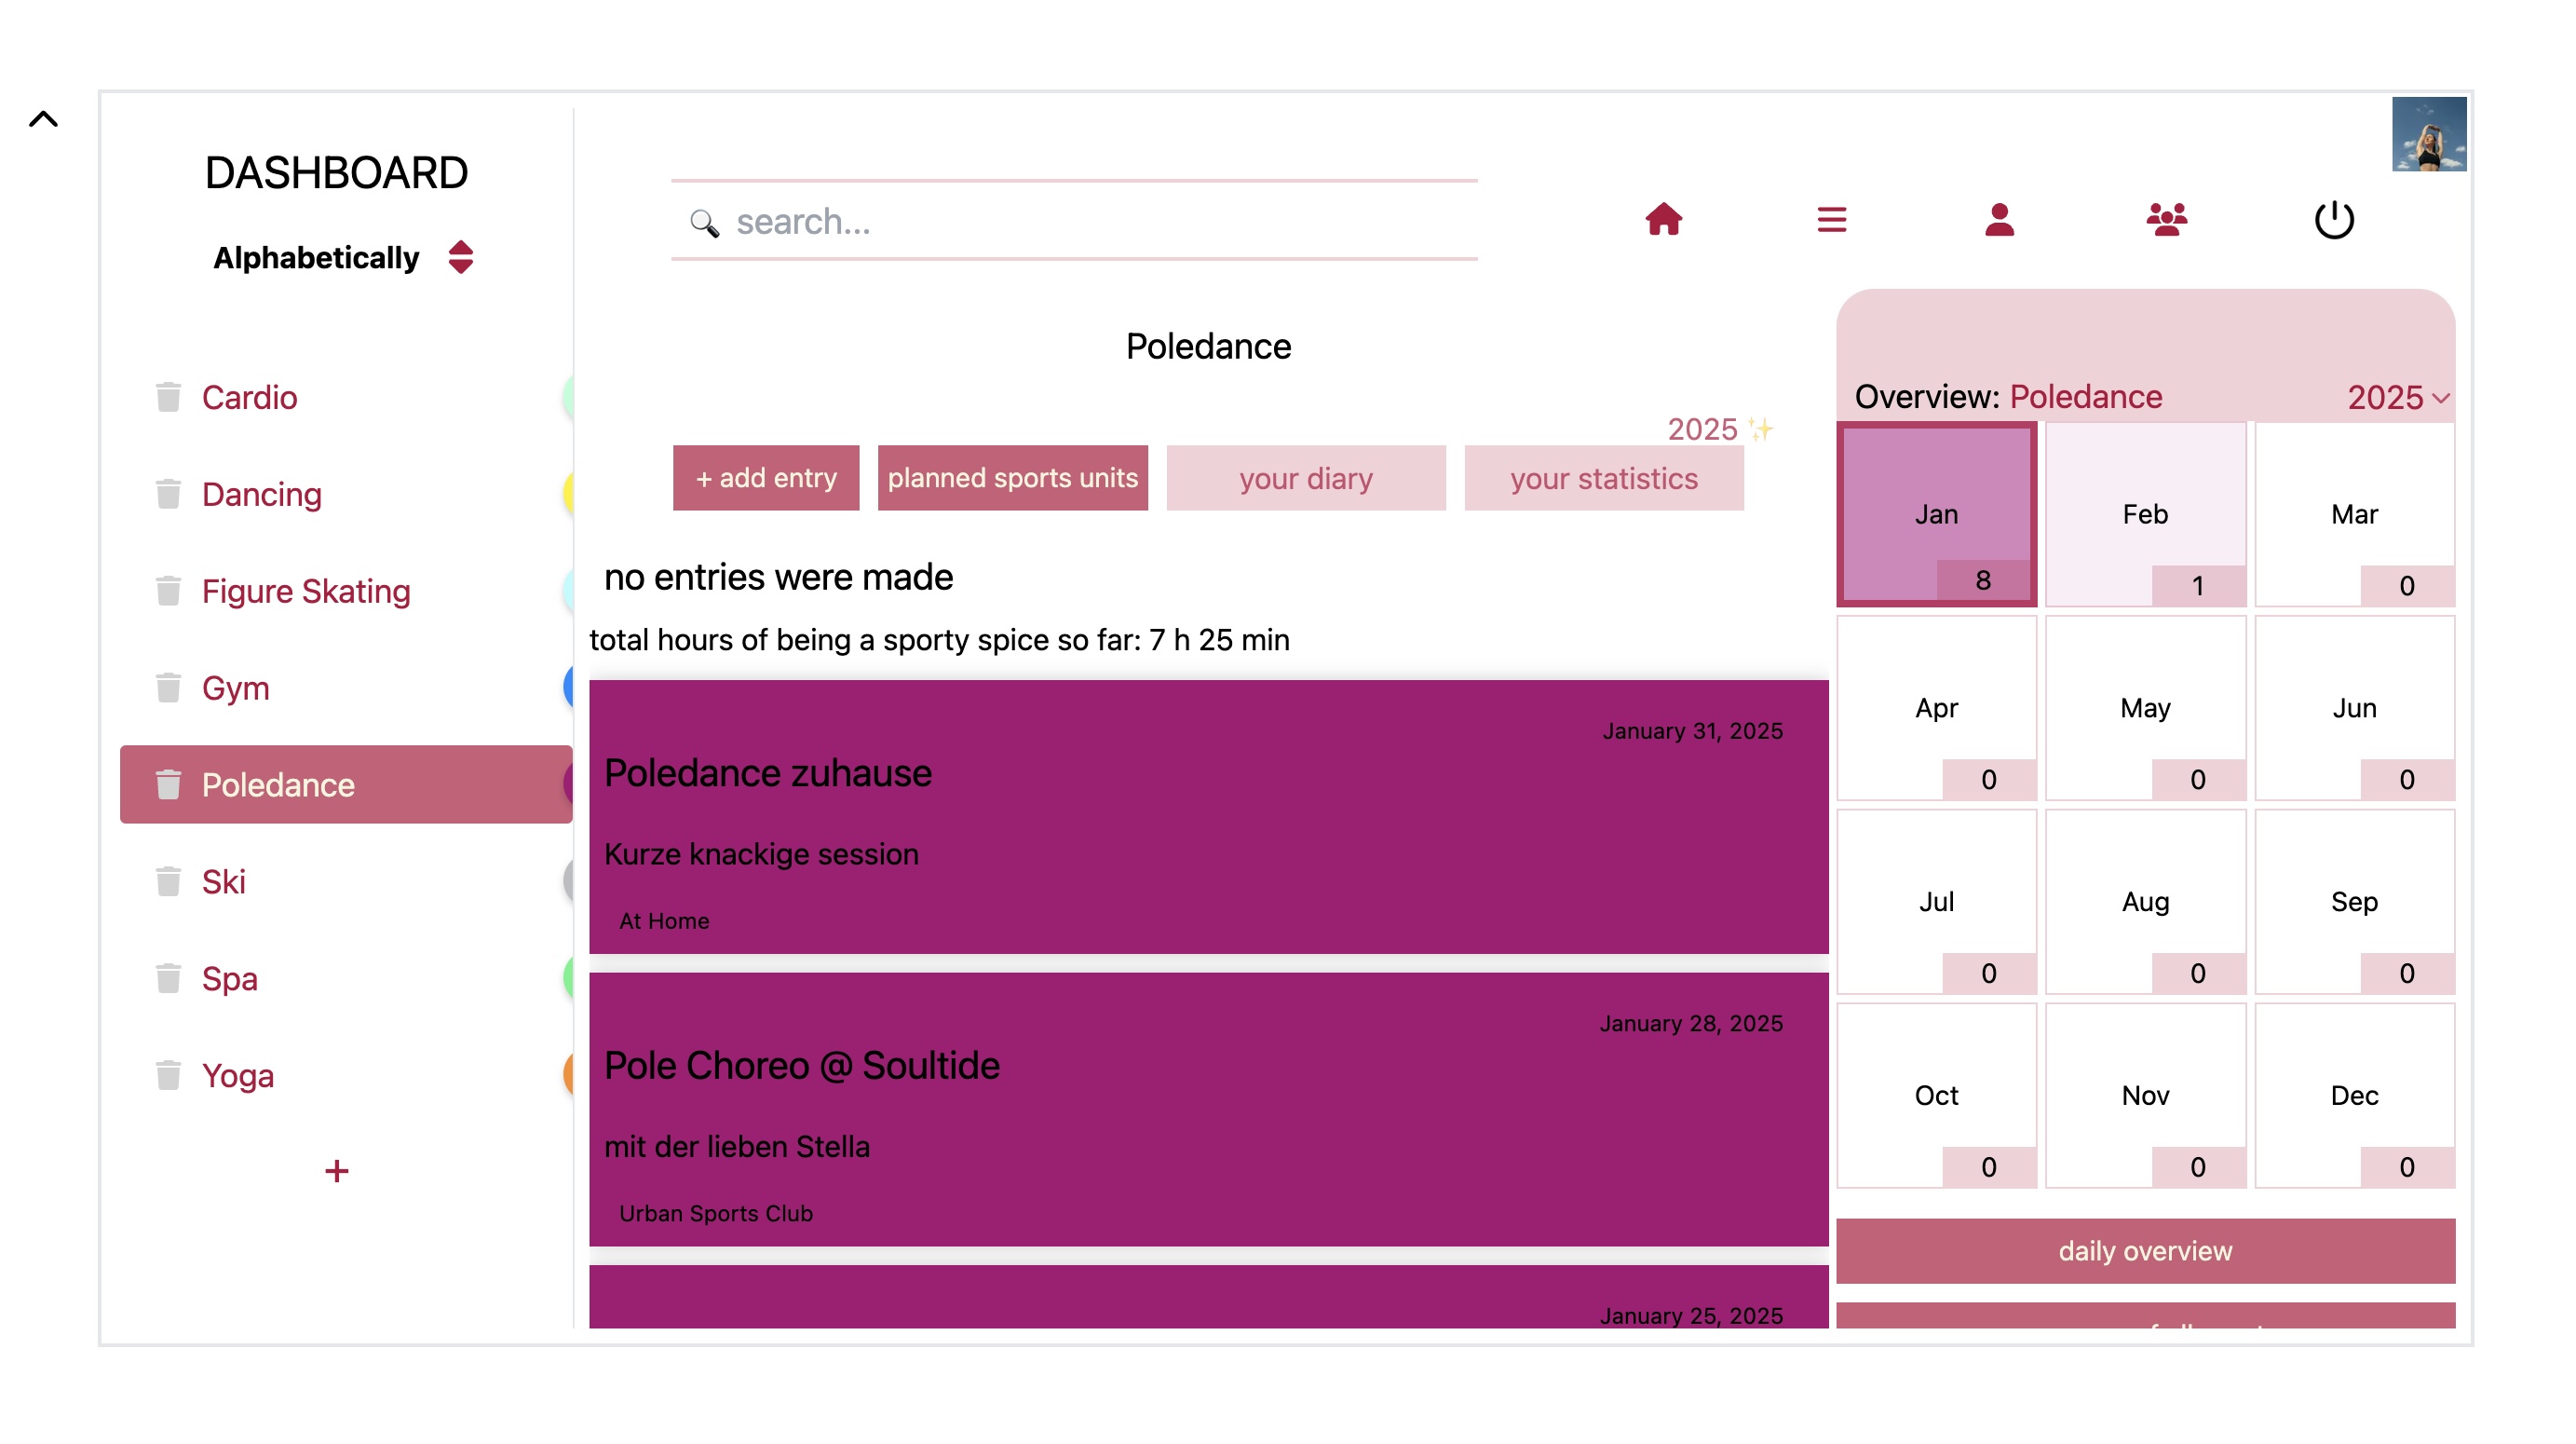 DASHBOARD
Alphabetically
Cardio
Dancing
Figure Skating
Gym
Poledance
Ski
Spa
Yoga
+
search...
Poledance
2025 ✨
+ add entry
planned sports units
your diary
your statistics
no entries were made
total hours of being a sporty spice so far: 7 h 25 min
January 31, 2025
Poledance zuhause
Kurze knackige session
At Home
January 28, 2025
Pole Choreo @ Soultide
mit der lieben Stella
Urban Sports Club
January 25, 2025
Overview: Poledance
2025
Jan
8
Feb
1
Mar
0
Apr
0
May
0
Jun
0
Jul
0
Aug
0
Sep
0
Oct
0
Nov
0
Dec
0
daily overview